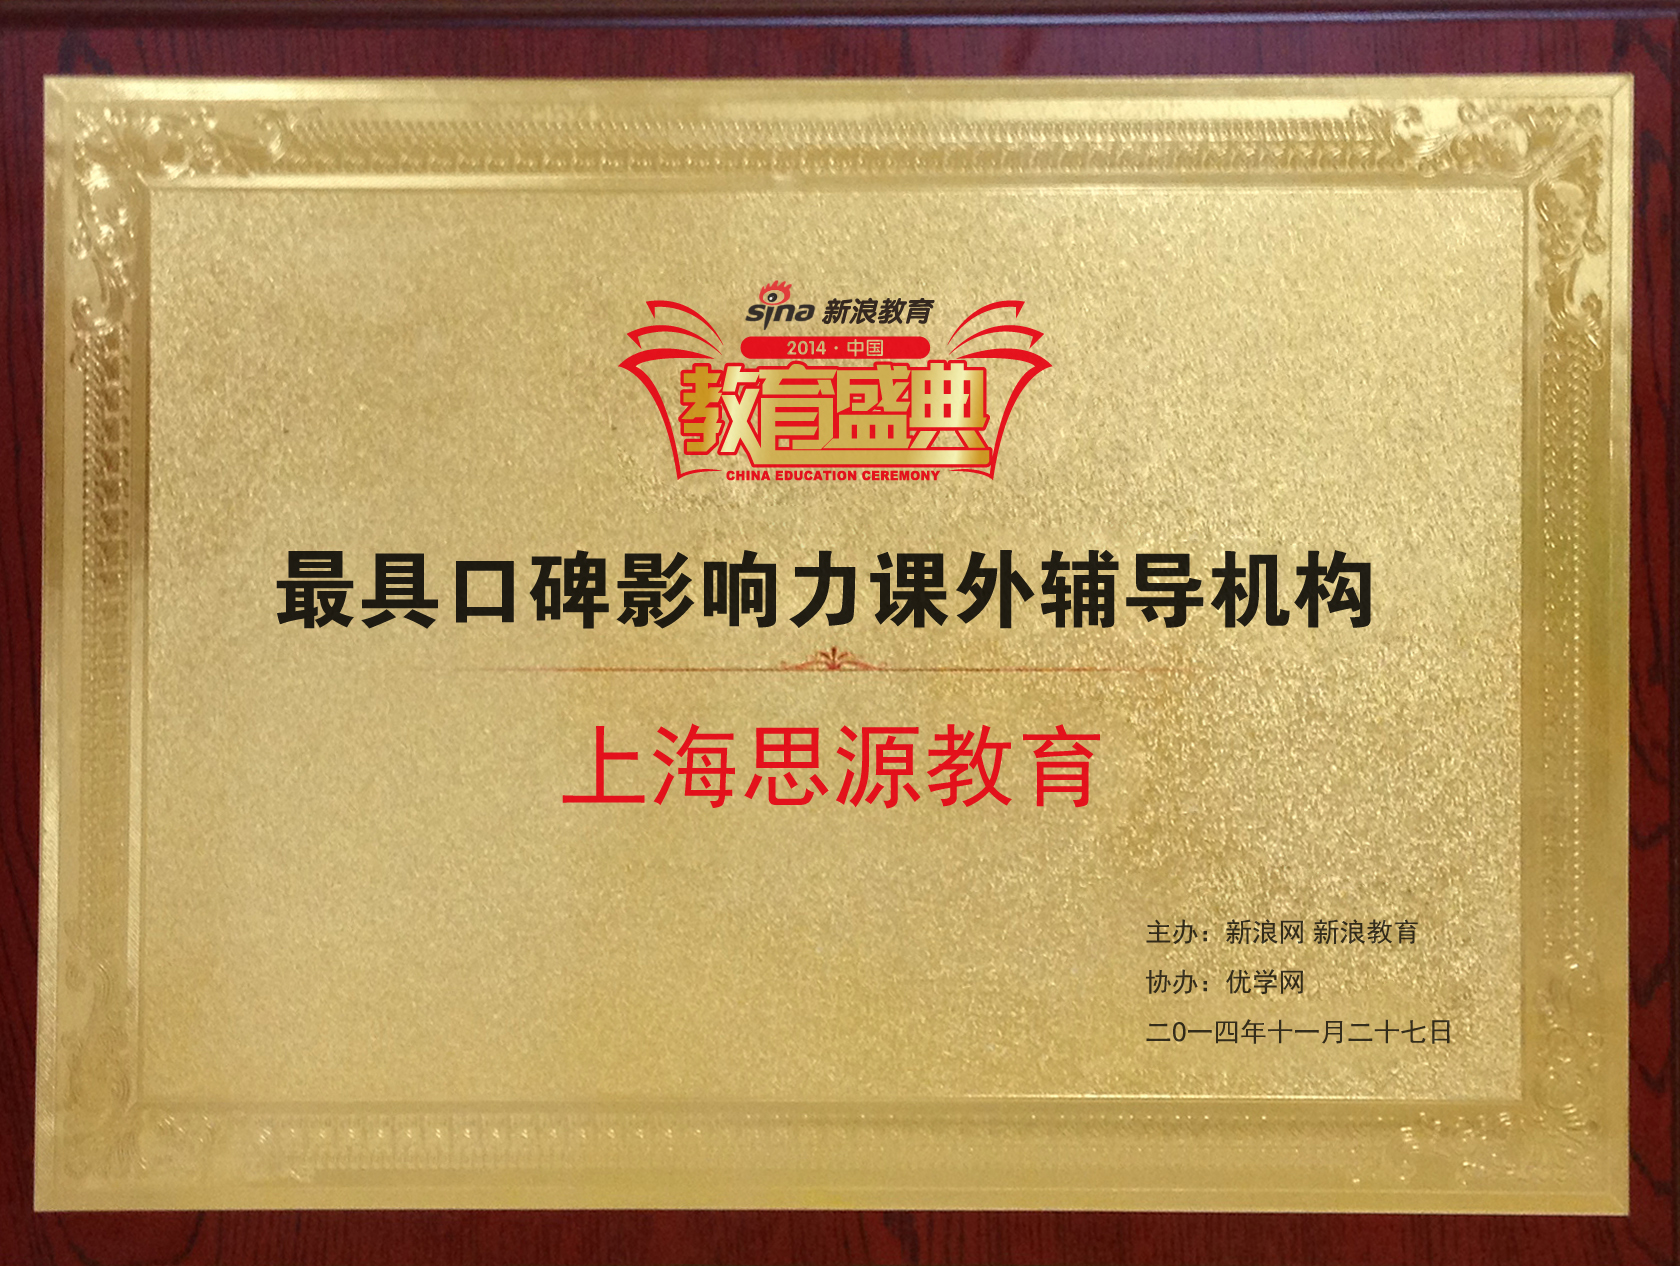 sina 新浪教育
2014·中国
教育盛典
CHINA EDUCATION CEREMONY
最具口碑影响力课外辅导机构
上海思源教育
主办：新浪网 新浪教育
协办：优学网
二0一四年十一月二十七日